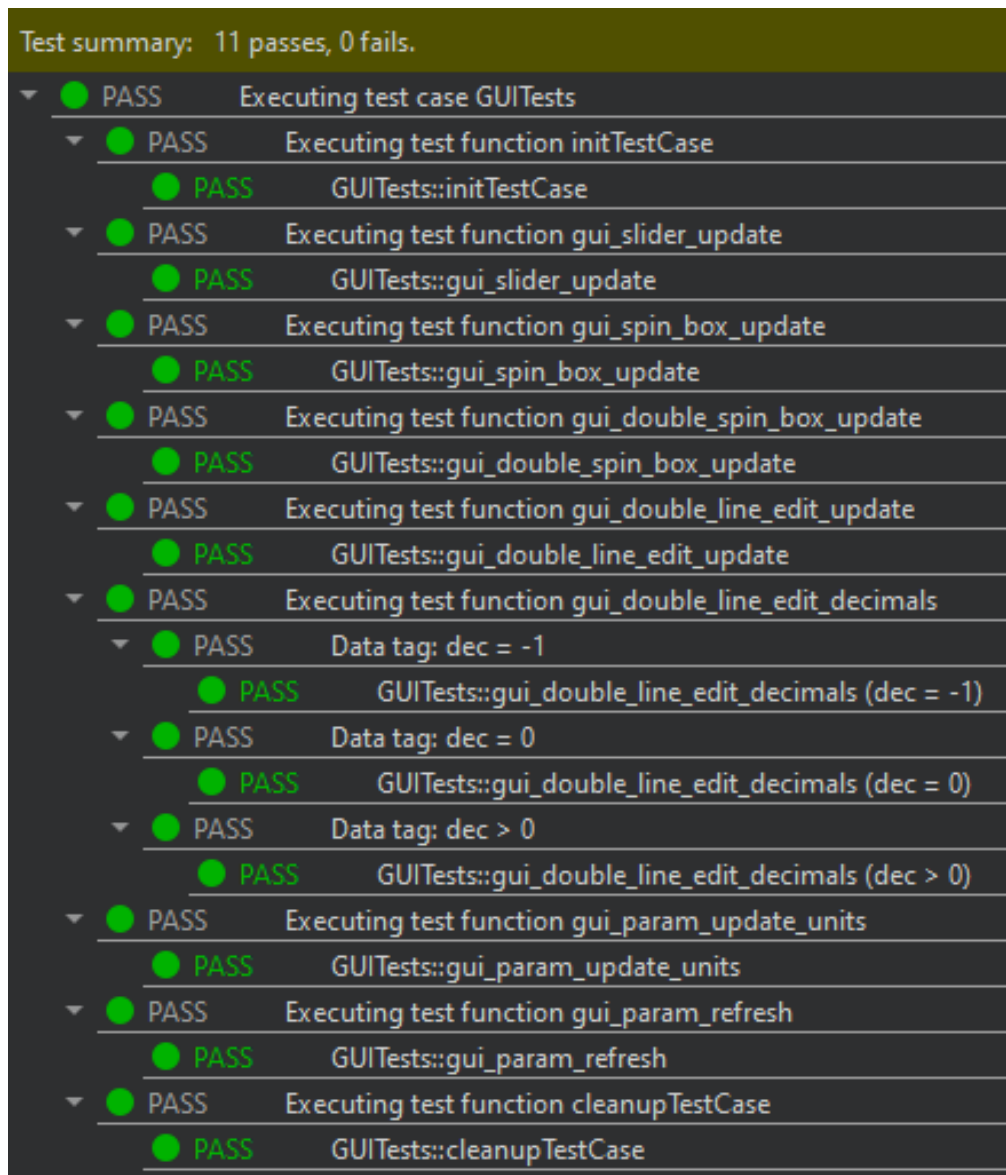 Test summary: 11 passes, 0 fails.
PASS Executing test case GUITests
PASS Executing test function initTestCase
PASS GUITests::initTestCase
PASS Executing test function gui_slider_update
PASS GUITests::gui_slider_update
PASS Executing test function gui_spin_box_update
PASS GUITests::gui_spin_box_update
PASS Executing test function gui_double_spin_box_update
PASS GUITests::gui_double_spin_box_update
PASS Executing test function gui_double_line_edit_update
PASS GUITests::gui_double_line_edit_update
PASS Executing test function gui_double_line_edit_decimals
PASS Data tag: dec = -1
PASS GUITests::gui_double_line_edit_decimals (dec = -1)
PASS Data tag: dec = 0
PASS GUITests::gui_double_line_edit_decimals (dec = 0)
PASS Data tag: dec > 0
PASS GUITests::gui_double_line_edit_decimals (dec > 0)
PASS Executing test function gui_param_update_units
PASS GUITests::gui_param_update_units
PASS Executing test function gui_param_refresh
PASS GUITests::gui_param_refresh
PASS Executing test function cleanupTestCase
PASS GUITests::cleanupTestCase